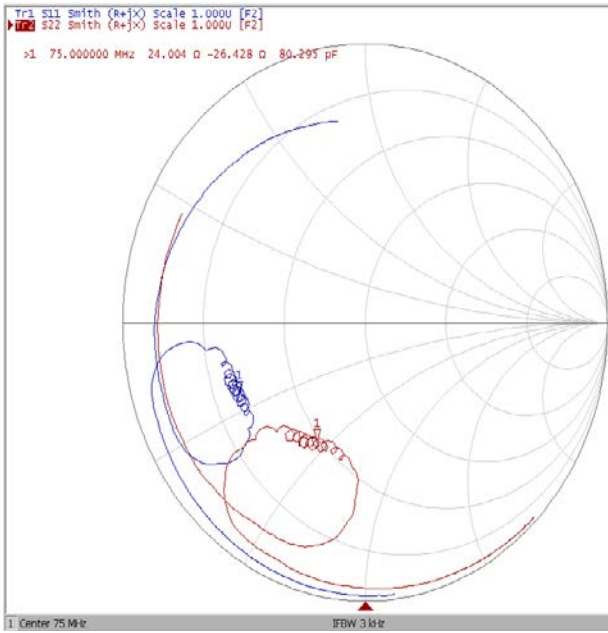 Tr1 S11 Smith (R+jX) Scale 1.000U [F2]
Tr2 S22 Smith (R+jX) Scale 1.000U [F2]
>1 75.000000 MHz 24.004 Ω -26.428 Ω 80.295 pF
1
1
1 Center 75 MHz IFBW 3 kHz